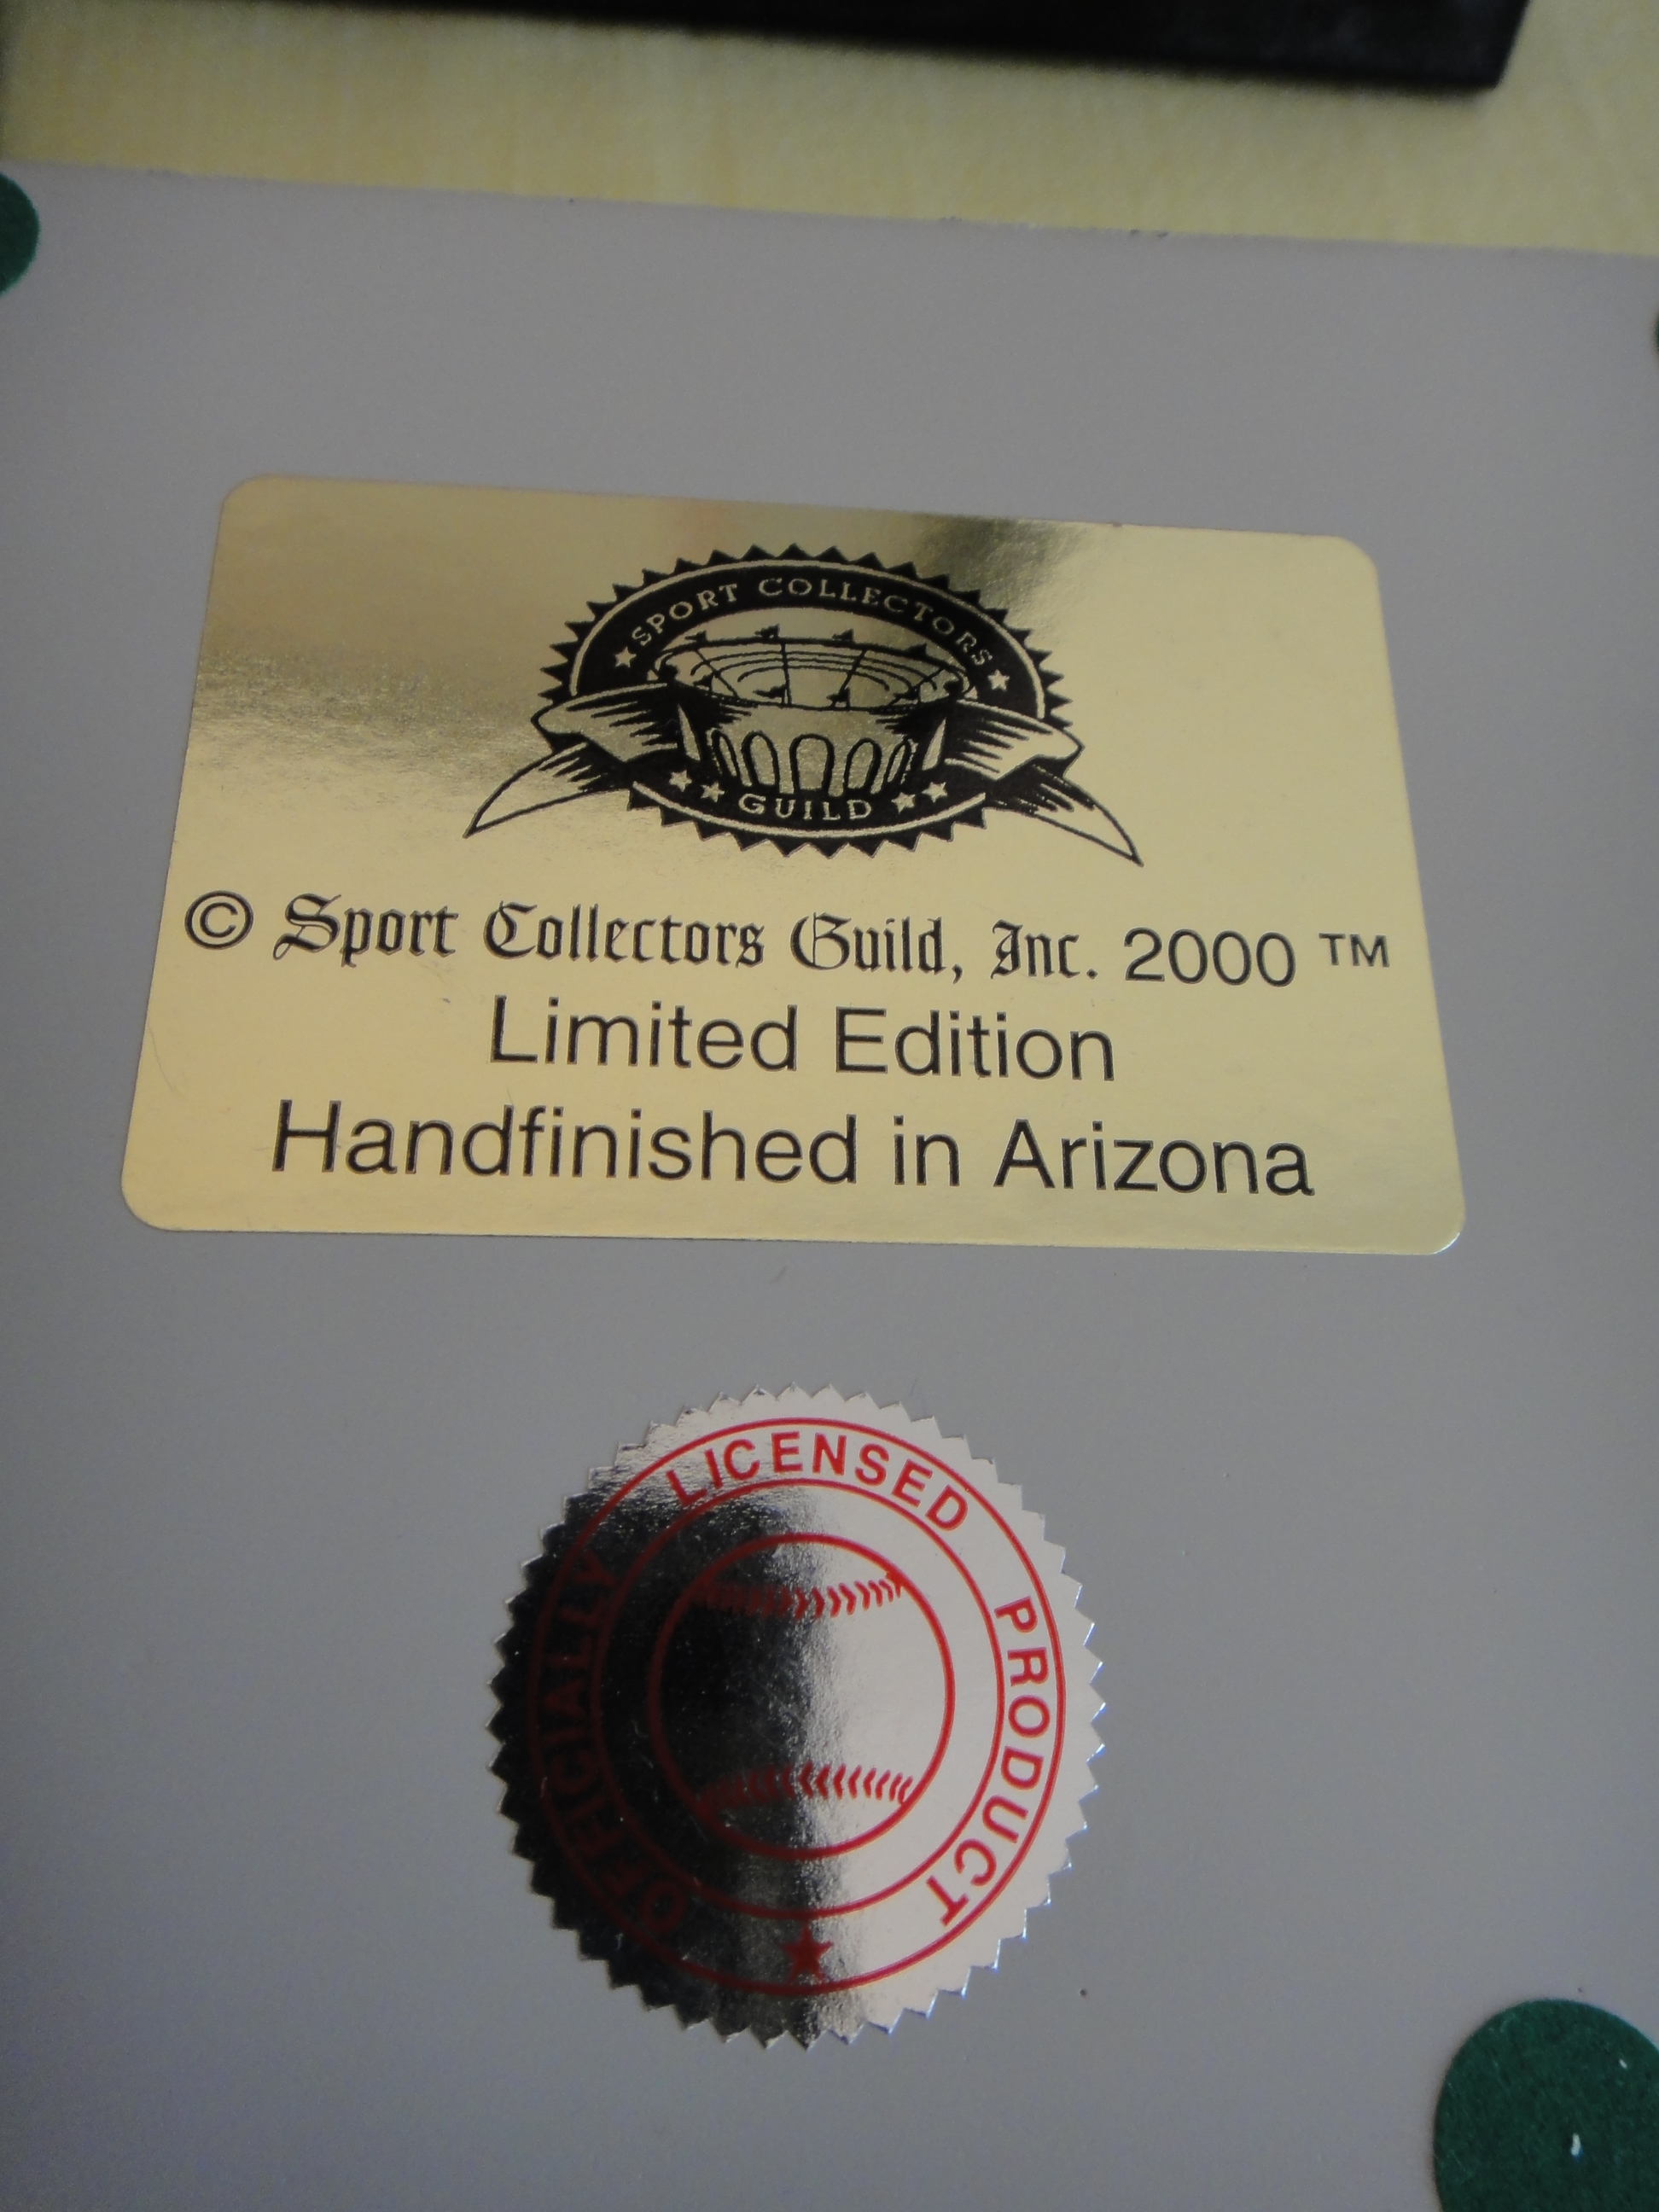 ★ SPORT COLLECTORS ★
★★ GUILD ★★
© Sport Collectors Guild, Inc. 2000 ™
Limited Edition
Handfinished in Arizona
OFFICIALLY LICENSED PRODUCT ★